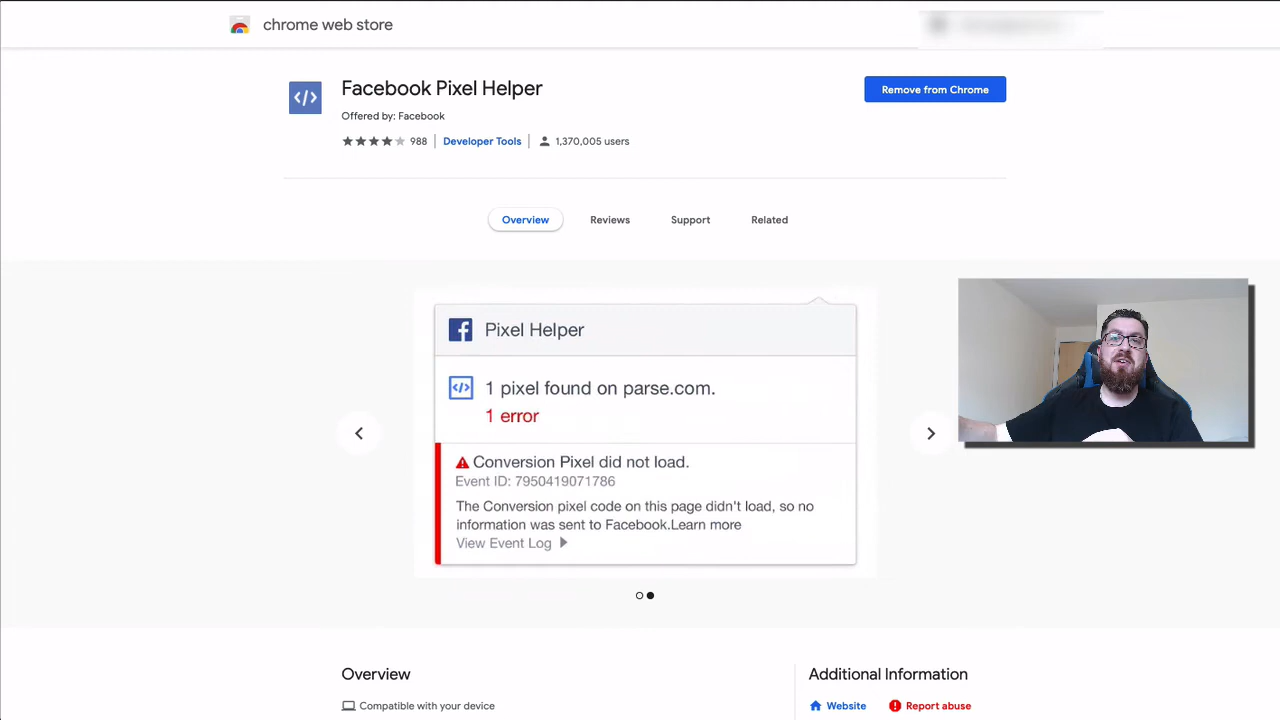 chrome web store
Facebook Pixel Helper
Remove from Chrome
Offered by: Facebook
988
Developer Tools
1,370,005 users
Overview
Reviews
Support
Related
Pixel Helper
</> 1 pixel found on parse.com.
1 error
Conversion Pixel did not load.
Event ID: 7950419071786
The Conversion pixel code on this page didn't load, so no
information was sent to Facebook.Learn more
View Event Log
Overview
Additional Information
Compatible with your device
Website
Report abuse